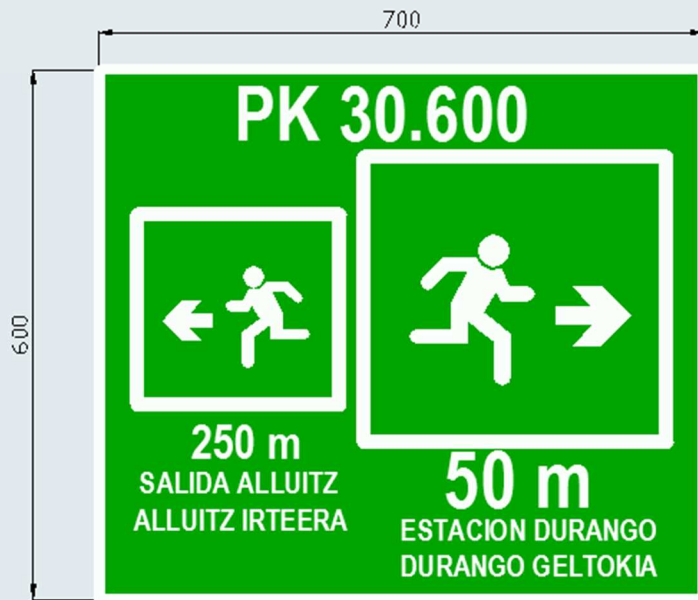 700
600
PK 30.600
250 m
SALIDA ALLUITZ
ALLUITZ IRTEERA
50 m
ESTACION DURANGO
DURANGO GELTOKIA